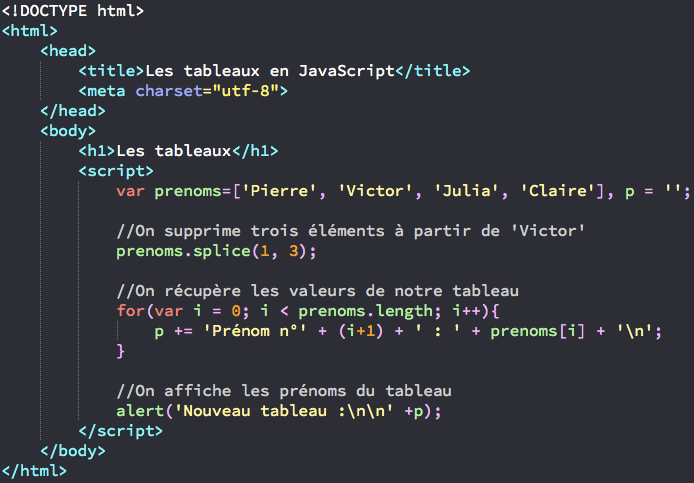 <!DOCTYPE html>
<html>
    <head>
        <title>Les tableaux en JavaScript</title>
        <meta charset="utf-8">
    </head>
    <body>
        <h1>Les tableaux</h1>
        <script>
            var prenoms=['Pierre', 'Victor', 'Julia', 'Claire'], p = '';

            //On supprime trois éléments à partir de 'Victor'
            prenoms.splice(1, 3);

            //On récupère les valeurs de notre tableau
            for(var i = 0; i < prenoms.length; i++){
                p += 'Prénom n°' + (i+1) + ' : ' + prenoms[i] + '\n';
            }

            //On affiche les prénoms du tableau
            alert('Nouveau tableau :\n\n' +p);
        </script>
    </body>
</html>